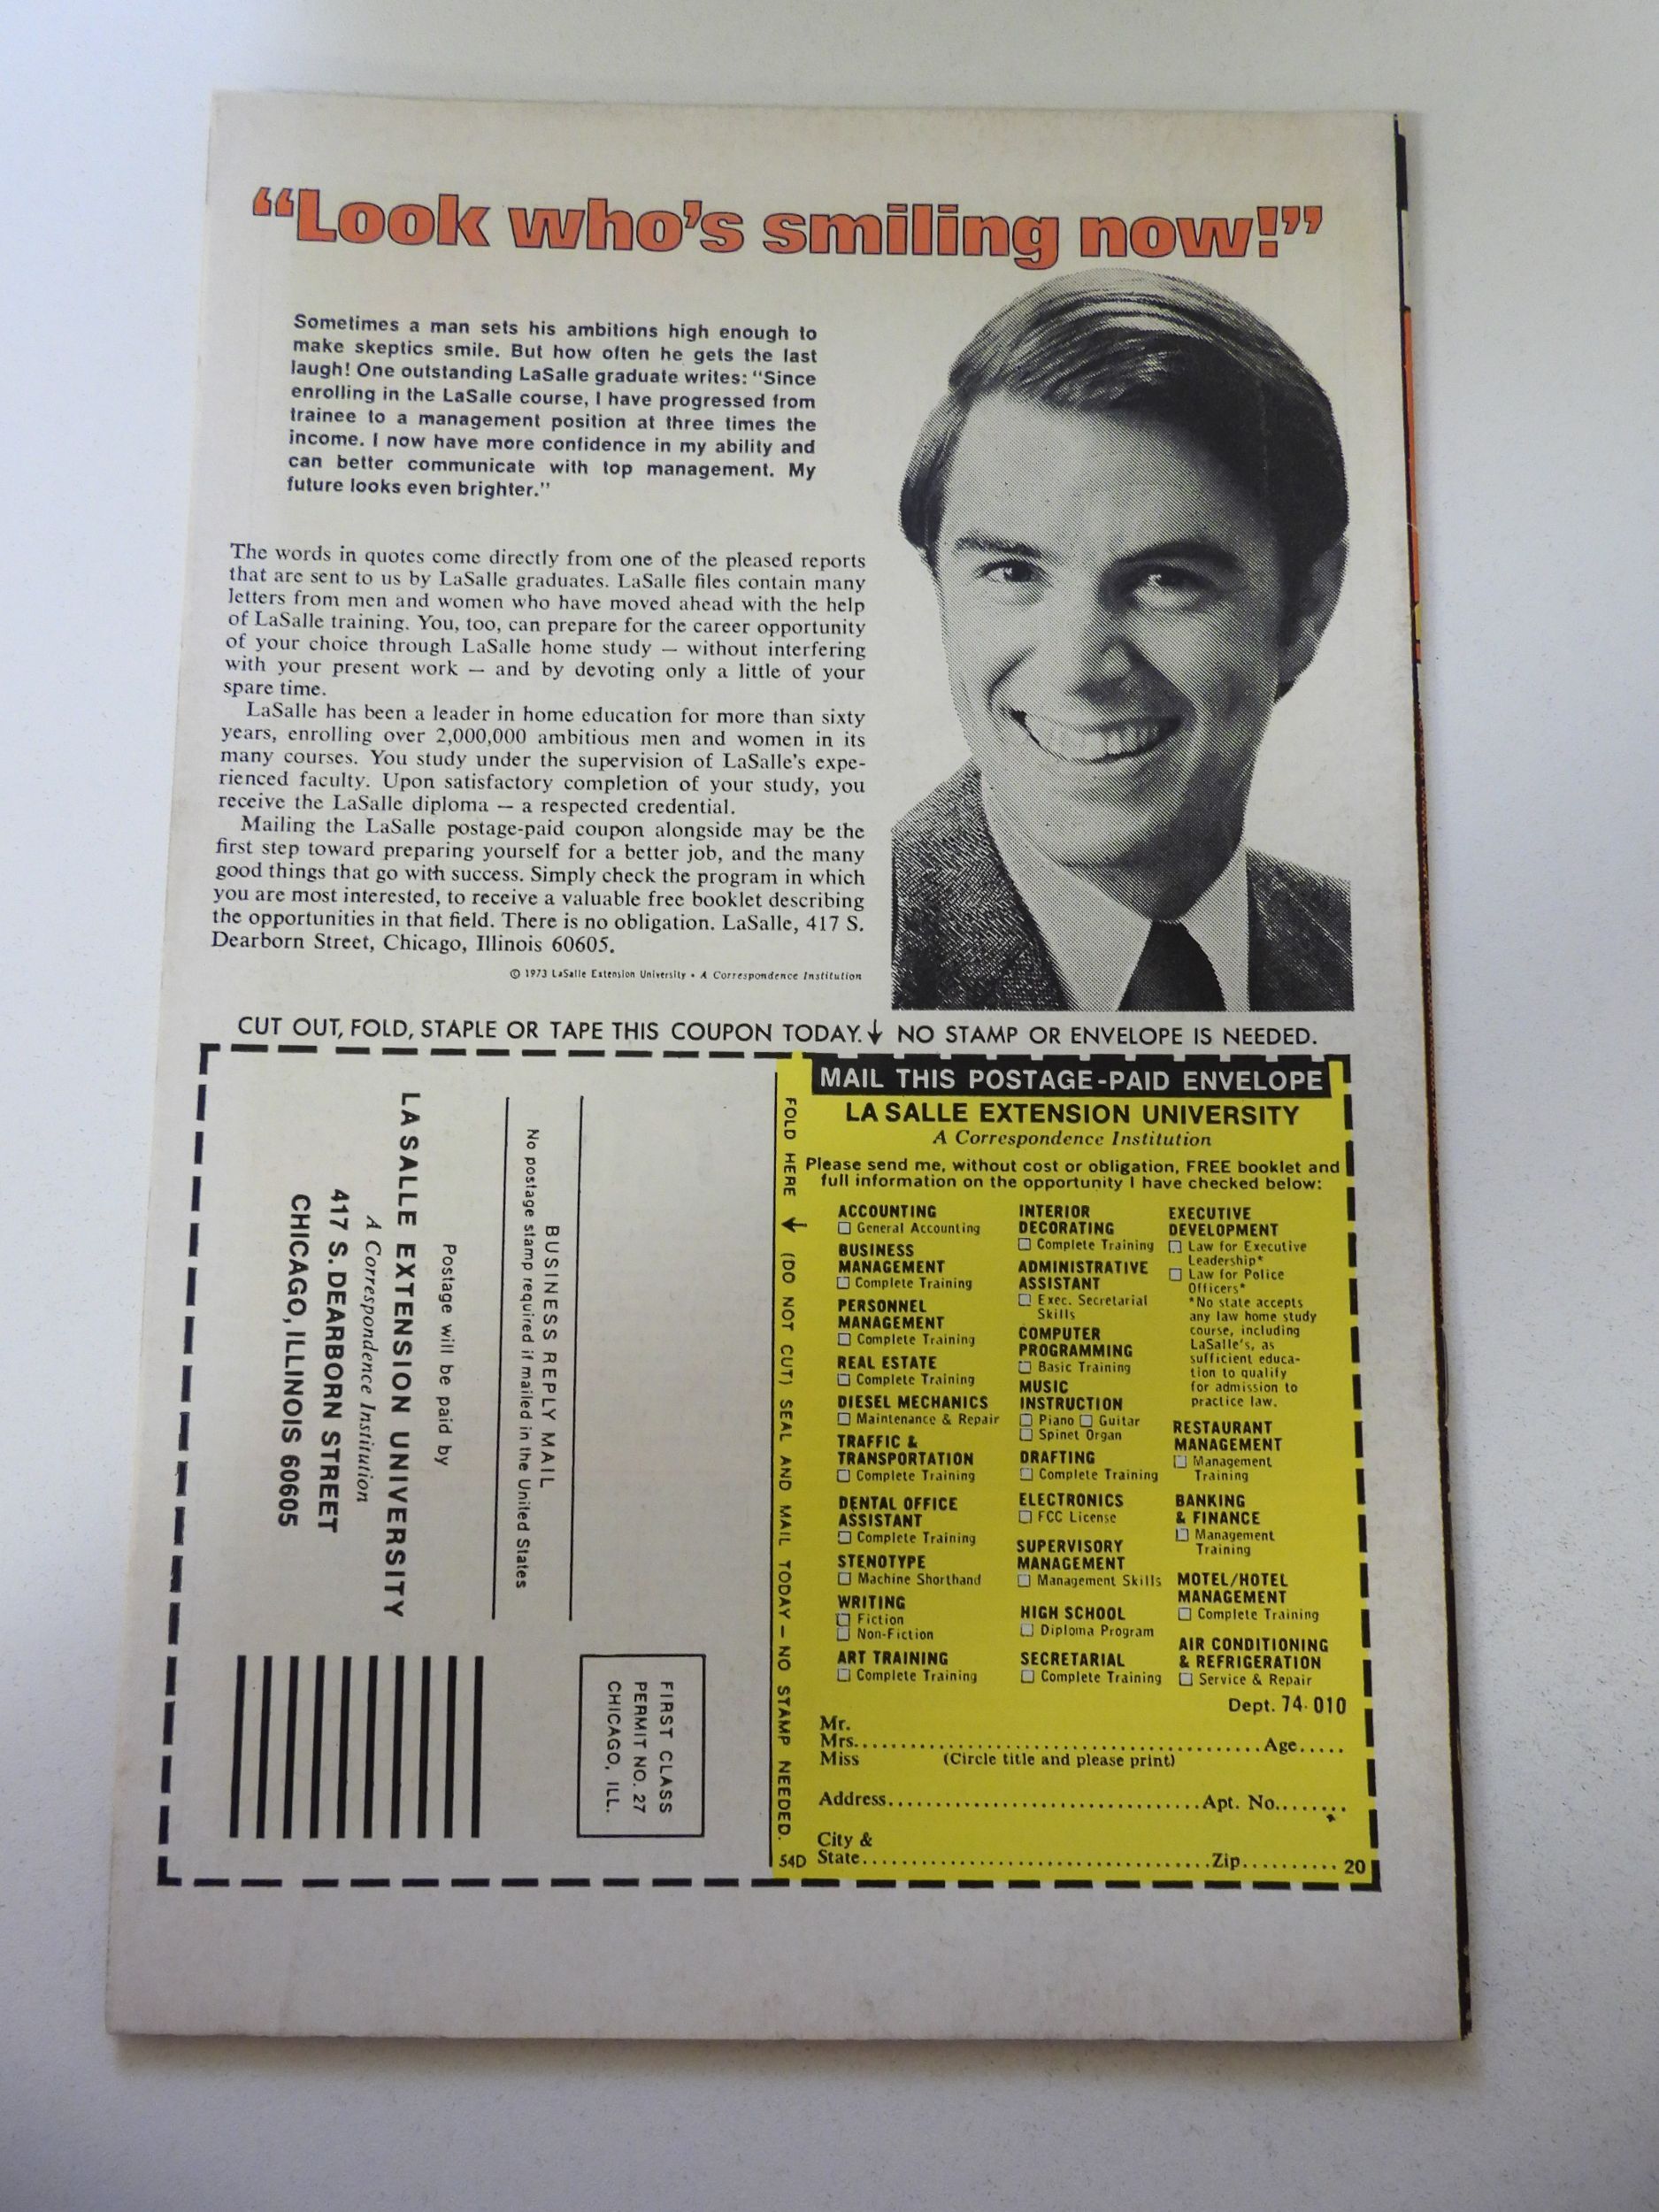 “Look who’s smiling now!”
Sometimes a man sets his ambitions high enough to
make skeptics smile. But how often he gets the last
laugh! One outstanding LaSalle graduate writes: “Since
enrolling in the LaSalle course, I have progressed from
trainee to a management position at three times the
income. I now have more confidence in my ability and
can better communicate with top management. My
future looks even brighter.”
The words in quotes come directly from one of the pleased reports
that are sent to us by LaSalle graduates. LaSalle files contain many
letters from men and women who have moved ahead with the help
of LaSalle training. You, too, can prepare for the career opportunity
of your choice through LaSalle home study — without interfering
with your present work — and by devoting only a little of your
spare time.
LaSalle has been a leader in home education for more than sixty
years, enrolling over 2,000,000 ambitious men and women in its
many courses. You study under the supervision of LaSalle’s expe-
rienced faculty. Upon satisfactory completion of your study, you
receive the LaSalle diploma — a respected credential.
Mailing the LaSalle postage-paid coupon alongside may be the
first step toward preparing yourself for a better job, and the many
good things that go with success. Simply check the program in which
you are most interested, to receive a valuable free booklet describing
the opportunities in that field. There is no obligation. LaSalle, 417 S.
Dearborn Street, Chicago, Illinois 60605.
© 1973 LaSalle Extension University • A Correspondence Institution
CUT OUT, FOLD, STAPLE OR TAPE THIS COUPON TODAY.↓ NO STAMP OR ENVELOPE IS NEEDED.
FIRST CLASS
PERMIT NO. 27
CHICAGO, ILL.
BUSINESS REPLY MAIL
No postage stamp required if mailed in the United States
Postage will be paid by
LA SALLE EXTENSION UNIVERSITY
A Correspondence Institution
417 S. DEARBORN STREET
CHICAGO, ILLINOIS 60605
FOLD HERE ↓ (DO NOT CUT) SEAL AND MAIL TODAY — NO STAMP NEEDED.
54D
MAIL THIS POSTAGE-PAID ENVELOPE
LA SALLE EXTENSION UNIVERSITY
A Correspondence Institution
Please send me, without cost or obligation, FREE booklet and
full information on the opportunity I have checked below:
ACCOUNTING
☐ General Accounting
BUSINESS
MANAGEMENT
☐ Complete Training
PERSONNEL
MANAGEMENT
☐ Complete Training
REAL ESTATE
☐ Complete Training
DIESEL MECHANICS
☐ Maintenance & Repair
TRAFFIC &
TRANSPORTATION
☐ Complete Training
DENTAL OFFICE
ASSISTANT
☐ Complete Training
STENOTYPE
☐ Machine Shorthand
WRITING
☐ Fiction
☐ Non-Fiction
ART TRAINING
☐ Complete Training
INTERIOR
DECORATING
☐ Complete Training
ADMINISTRATIVE
ASSISTANT
☐ Exec. Secretarial
Skills
COMPUTER
PROGRAMMING
☐ Basic Training
MUSIC
INSTRUCTION
☐ Piano ☐ Guitar
☐ Spinet Organ
DRAFTING
☐ Complete Training
ELECTRONICS
☐ FCC License
SUPERVISORY
MANAGEMENT
☐ Management Skills
HIGH SCHOOL
☐ Diploma Program
SECRETARIAL
☐ Complete Training
EXECUTIVE
DEVELOPMENT
☐ Law for Executive
Leadership*
☐ Law for Police
Officers*
*No state accepts
any law home study
course, including
LaSalle’s, as
sufficient educa-
tion to qualify
for admission to
practice law.
RESTAURANT
MANAGEMENT
☐ Management
Training
BANKING
& FINANCE
☐ Management
Training
MOTEL/HOTEL
MANAGEMENT
☐ Complete Training
AIR CONDITIONING
& REFRIGERATION
☐ Service & Repair
Dept. 74-010
Mr.
Mrs. Age
Miss (Circle title and please print)
Address Apt. No.
City &
State Zip 20